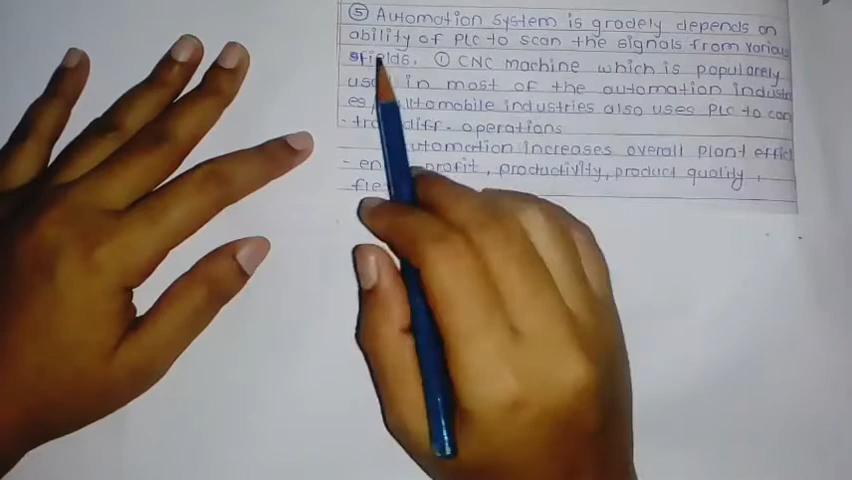 ⑤ Automation system is gradely depends on
ability of PLC to scan the signals from various
fields. ① CNC machine which is popularely
in most of the automation industri
automobile industries also uses PLC to con
diff. operations
automation increases overall plant effici
- profit, productivity, product quality,